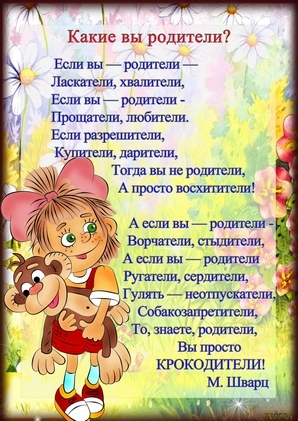 Какие вы родители?
Если вы — родители —
Ласкатели, хвалители,
Если вы — родители -
Прощатели, любители.
Если разрешители,
Купители, дарители,
Тогда вы не родители,
А просто восхитители!
А если вы — родители -
Ворчатели, стыдители,
А если вы — родители
Ругатели, сердители,
Гулять — неотпускатели,
Собакозапретители,
То, знаете, родители,
Вы просто
КРОКОДИТЕЛИ!
М. Шварц